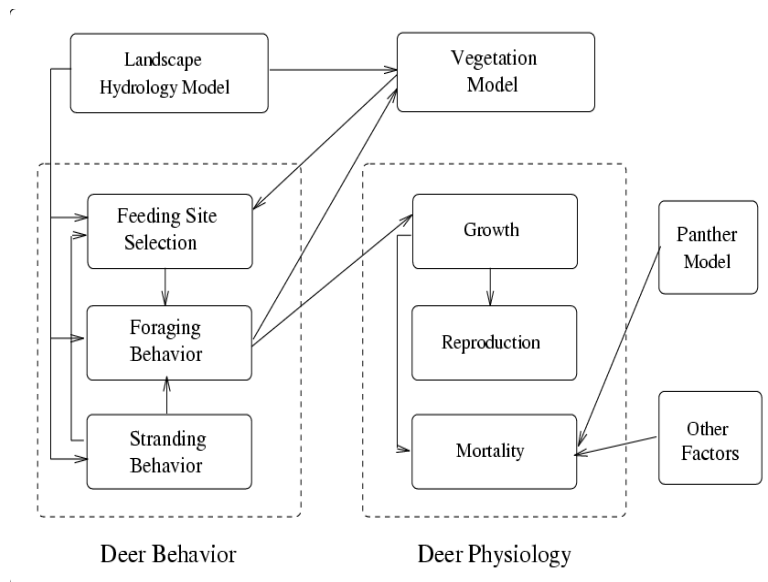 Landscape
Hydrology Model
Vegetation
Model
Feeding Site
Selection
Growth
Panther
Model
Foraging
Behavior
Reproduction
Stranding
Behavior
Mortality
Other
Factors
Deer Behavior
Deer Physiology